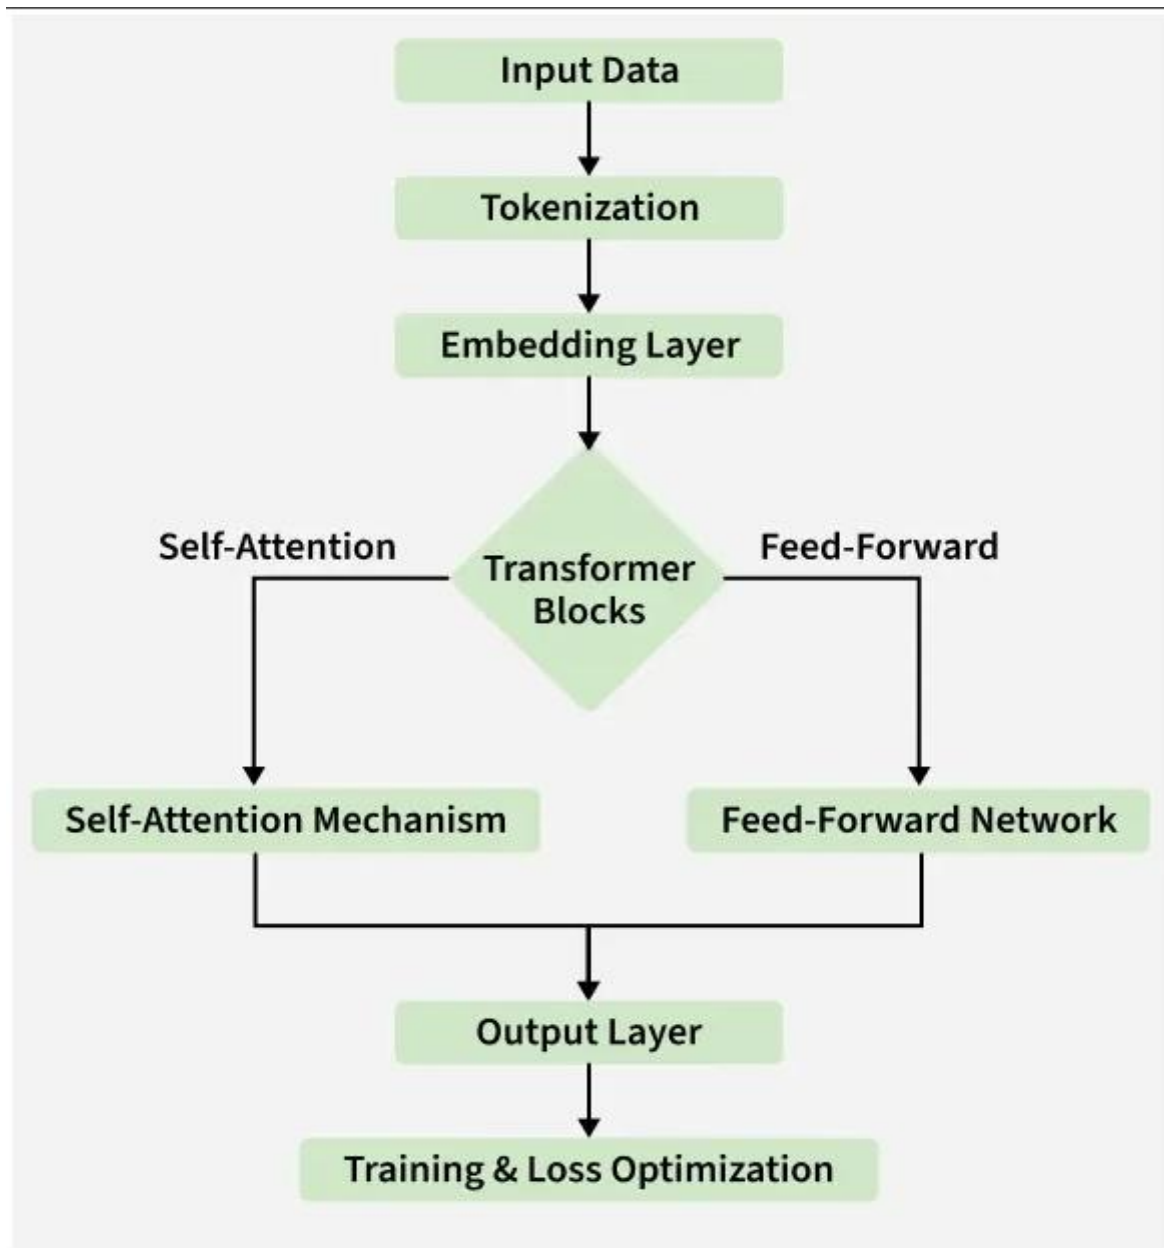 Input Data
Tokenization
Embedding Layer
Self-Attention
Feed-Forward
Transformer
Blocks
Self-Attention Mechanism
Feed-Forward Network
Output Layer
Training & Loss Optimization